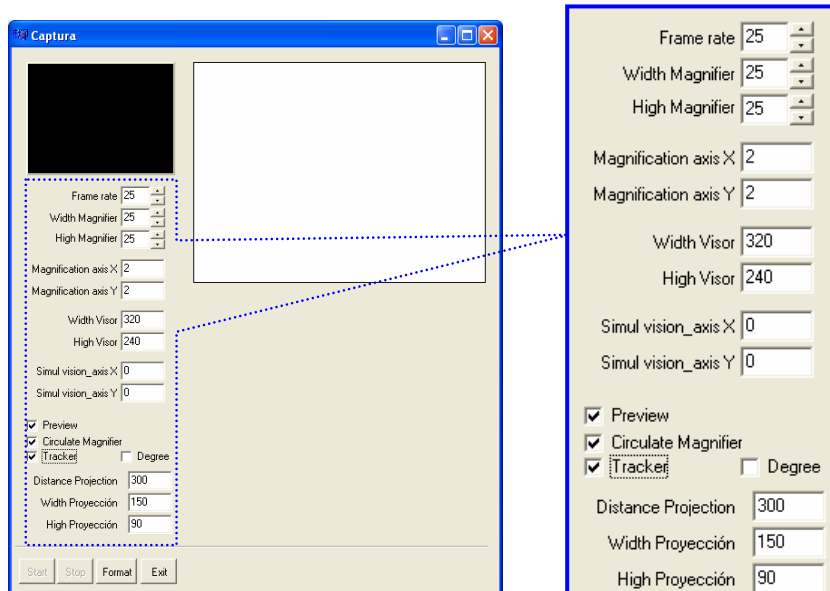 Captura
Frame rate 25
Width Magnifier 25
High Magnifier 25
Magnification axis X 2
Magnification axis Y 2
Width Visor 320
High Visor 240
Simul vision_axis X 0
Simul vision_axis Y 0
Preview
Circulate Magnifier
Tracker Degree
Distance Projection 300
Width Proyección 150
High Proyección 90
Start Stop Format Exit
Frame rate 25
Width Magnifier 25
High Magnifier 25
Magnification axis X 2
Magnification axis Y 2
Width Visor 320
High Visor 240
Simul vision_axis X 0
Simul vision_axis Y 0
Preview
Circulate Magnifier
Tracker Degree
Distance Projection 300
Width Proyección 150
High Proyección 90